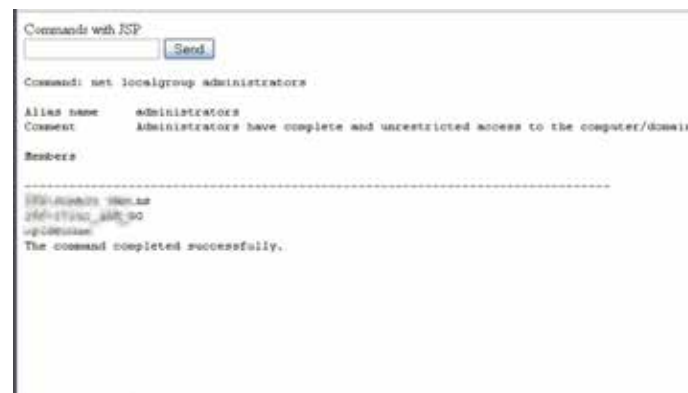 Commands with JSP
Send
Command: net localgroup administrators
Alias name administrators
Comment Administrators have complete and unrestricted access to the computer/domain
Members
-------------------------------------------------------------------------------
The command completed successfully.